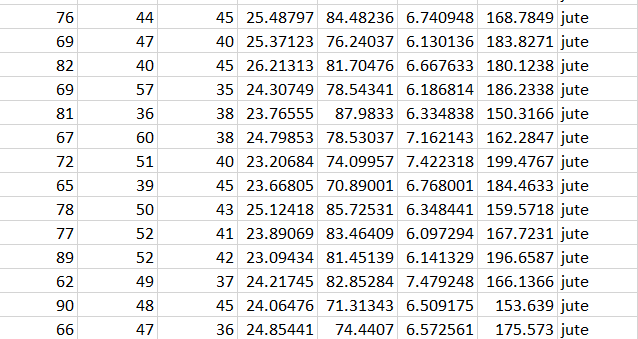 76 44 45 25.48797 84.48236 6.740948 168.7849 jute
69 47 40 25.37123 76.24037 6.130136 183.8271 jute
82 40 45 26.21313 81.70476 6.667633 180.1238 jute
69 57 35 24.30749 78.54341 6.186814 186.2338 jute
81 36 38 23.76555 87.9833 6.334838 150.3166 jute
67 60 38 24.79853 78.53037 7.162143 162.2847 jute
72 51 40 23.20684 74.09957 7.422318 199.4767 jute
65 39 45 23.66805 70.89001 6.768001 184.4633 jute
78 50 43 25.12418 85.72531 6.348441 159.5718 jute
77 52 41 23.89069 83.46409 6.097294 167.7231 jute
89 52 42 23.09434 81.45139 6.141329 196.6587 jute
62 49 37 24.21745 82.85284 7.479248 166.1366 jute
90 48 45 24.06476 71.31343 6.509175 153.639 jute
66 47 36 24.85441 74.4407 6.572561 175.573 jute